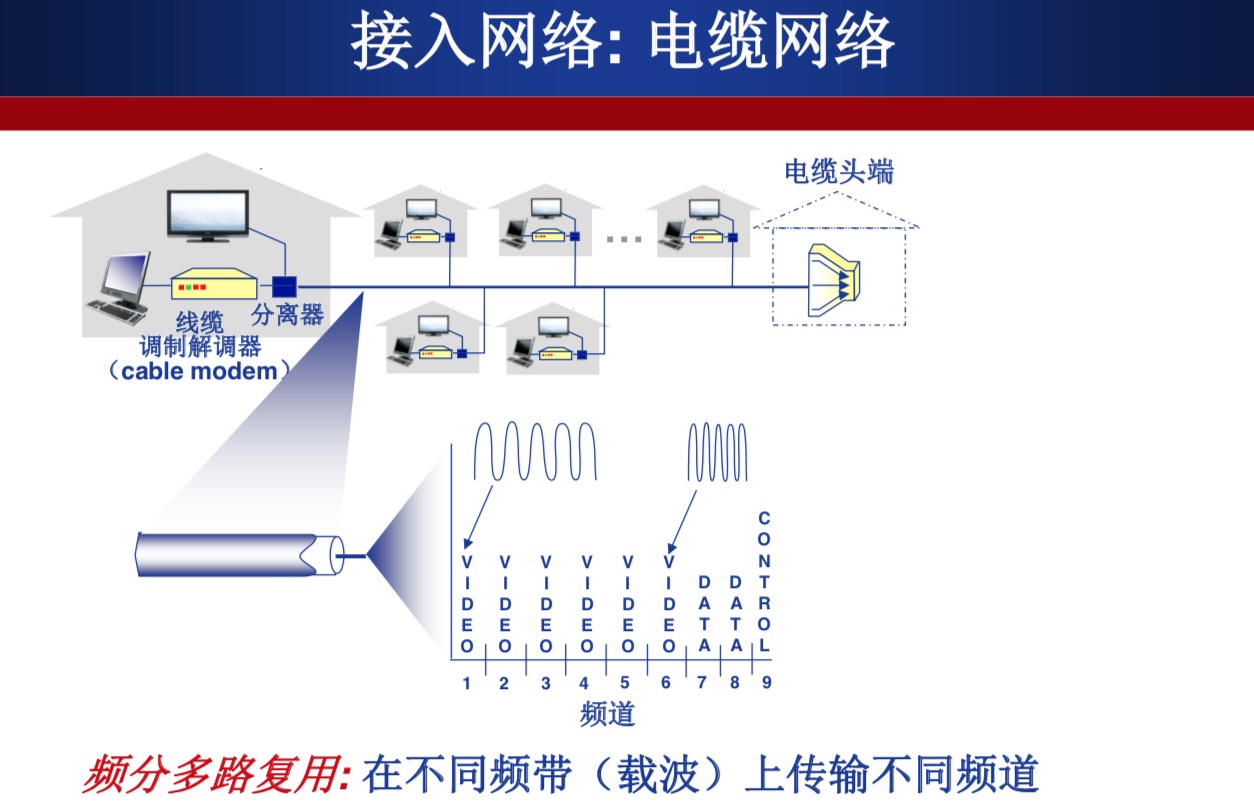 接入网络: 电缆网络
电缆头端
分离器
线缆
调制解调器
（cable modem）
...
VIDEO VIDEO VIDEO VIDEO VIDEO VIDEO DATA DATA CONTROL
1 2 3 4 5 6 7 8 9
频道
频分多路复用: 在不同频带（载波）上传输不同频道